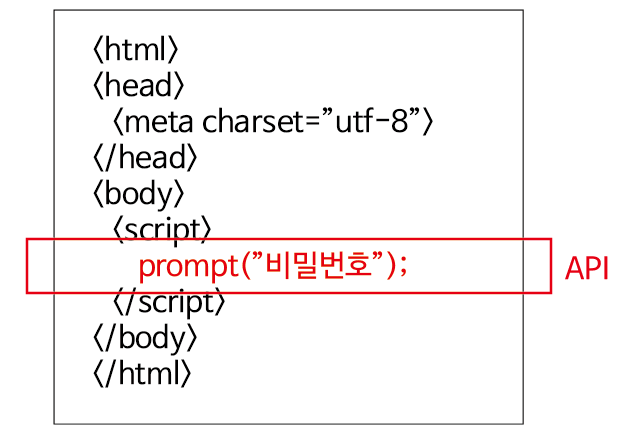 <html>
<head>
<meta charset="utf-8">
</head>
<body>
<script>
prompt("비밀번호"); API
</script>
</body>
</html>